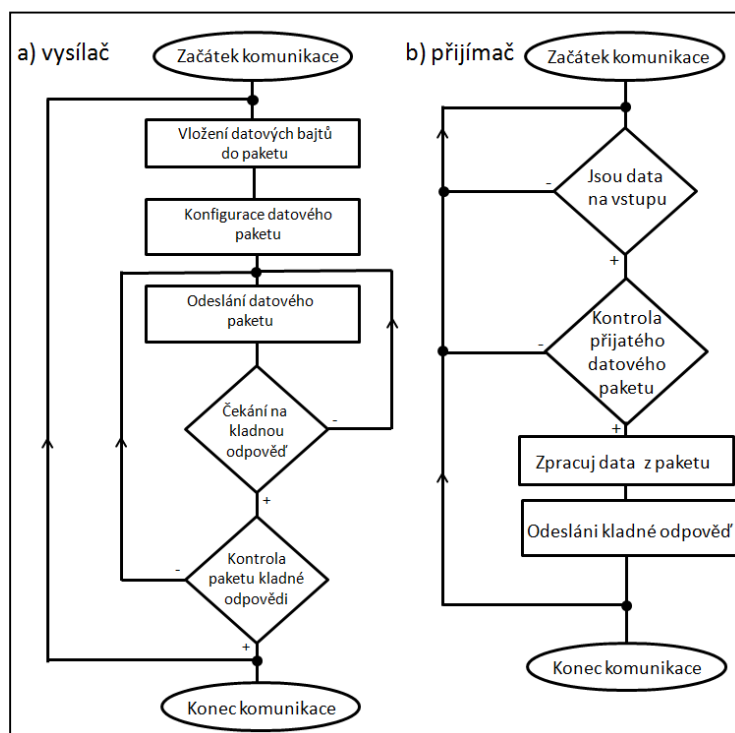 a) vysílač
Začátek komunikace
Vložení datových bajtů
do paketu
Konfigurace datového
paketu
Odeslání datového
paketu
Čekání na
kladnou
odpověď
-
+
Kontrola
paketu kladné
odpovědi
-
+
Konec komunikace
b) přijímač
Začátek komunikace
Jsou data
na vstupu
-
+
Kontrola
přijatého
datového
paketu
-
+
Zpracuj data z paketu
Odesláni kladné odpověď
Konec komunikace